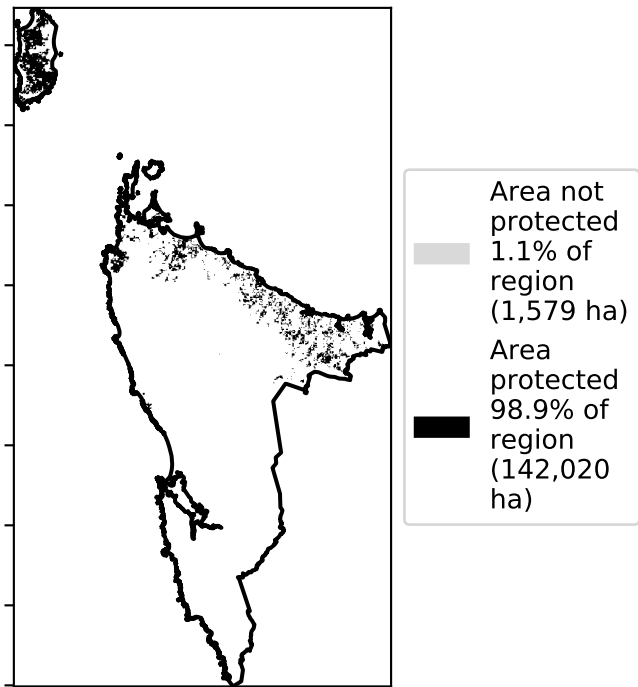 Area not
protected
1.1% of
region
(1,579 ha)
Area
protected
98.9% of
region
(142,020
ha)